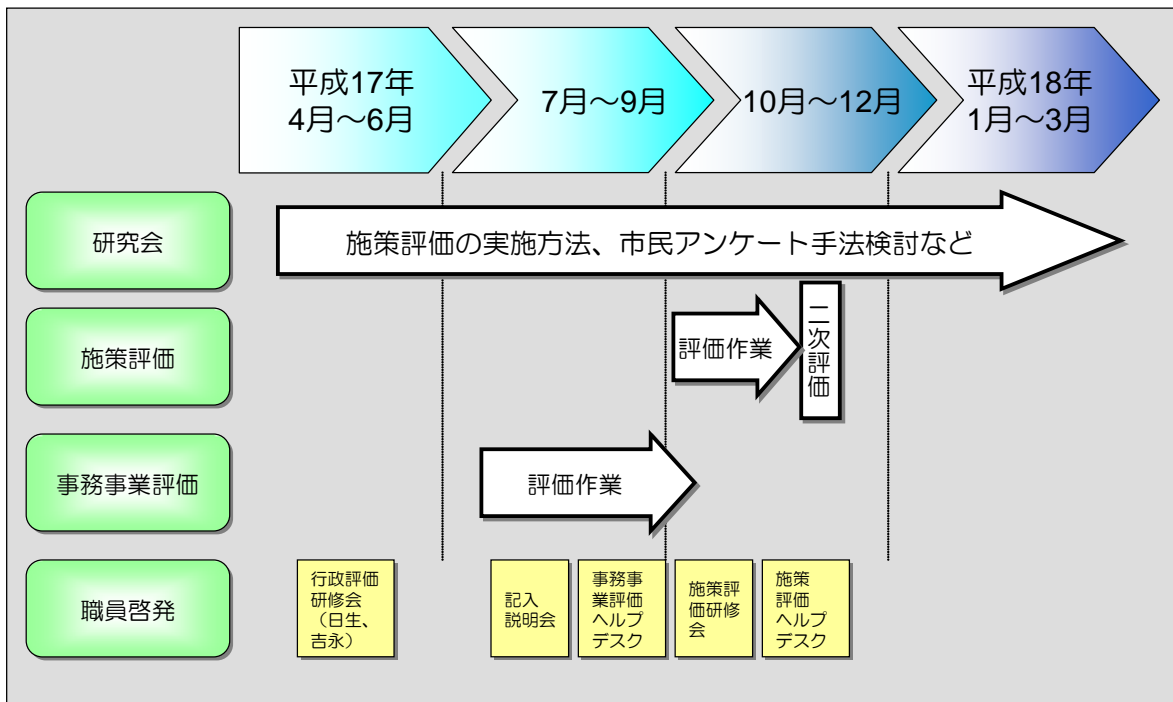 平成17年
4月～6月
7月～9月
10月～12月
平成18年
1月～3月
研究会
施策評価の実施方法、市民アンケート手法検討など
施策評価
評価作業
二次評価
事務事業評価
評価作業
職員啓発
行政評価
研修会
（日生、
吉永）
記入
説明会
事務事
業評価
ヘルプ
デスク
施策評
価研修
会
施策
評価
ヘルプ
デスク